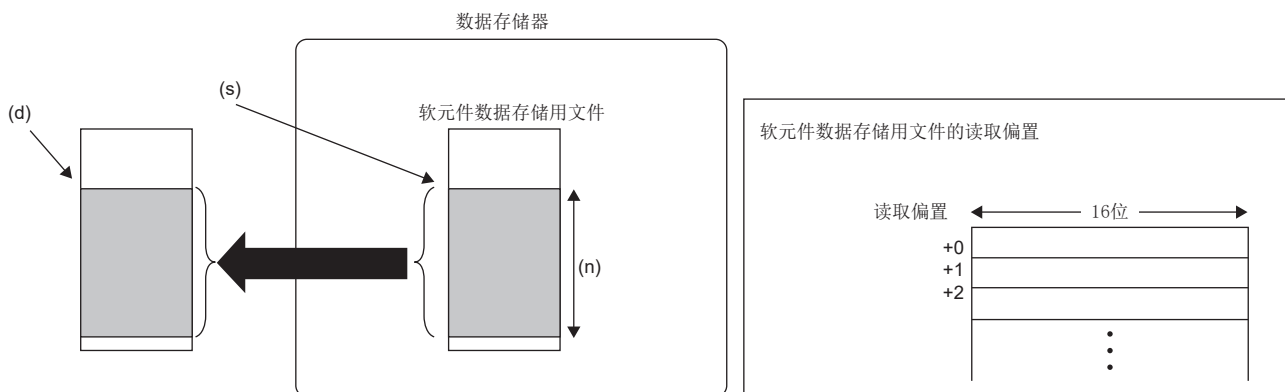 数据存储器
(s)
(d)
软元件数据存储用文件
(n)
软元件数据存储用文件的读取偏置
读取偏置
16位
+0
+1
+2